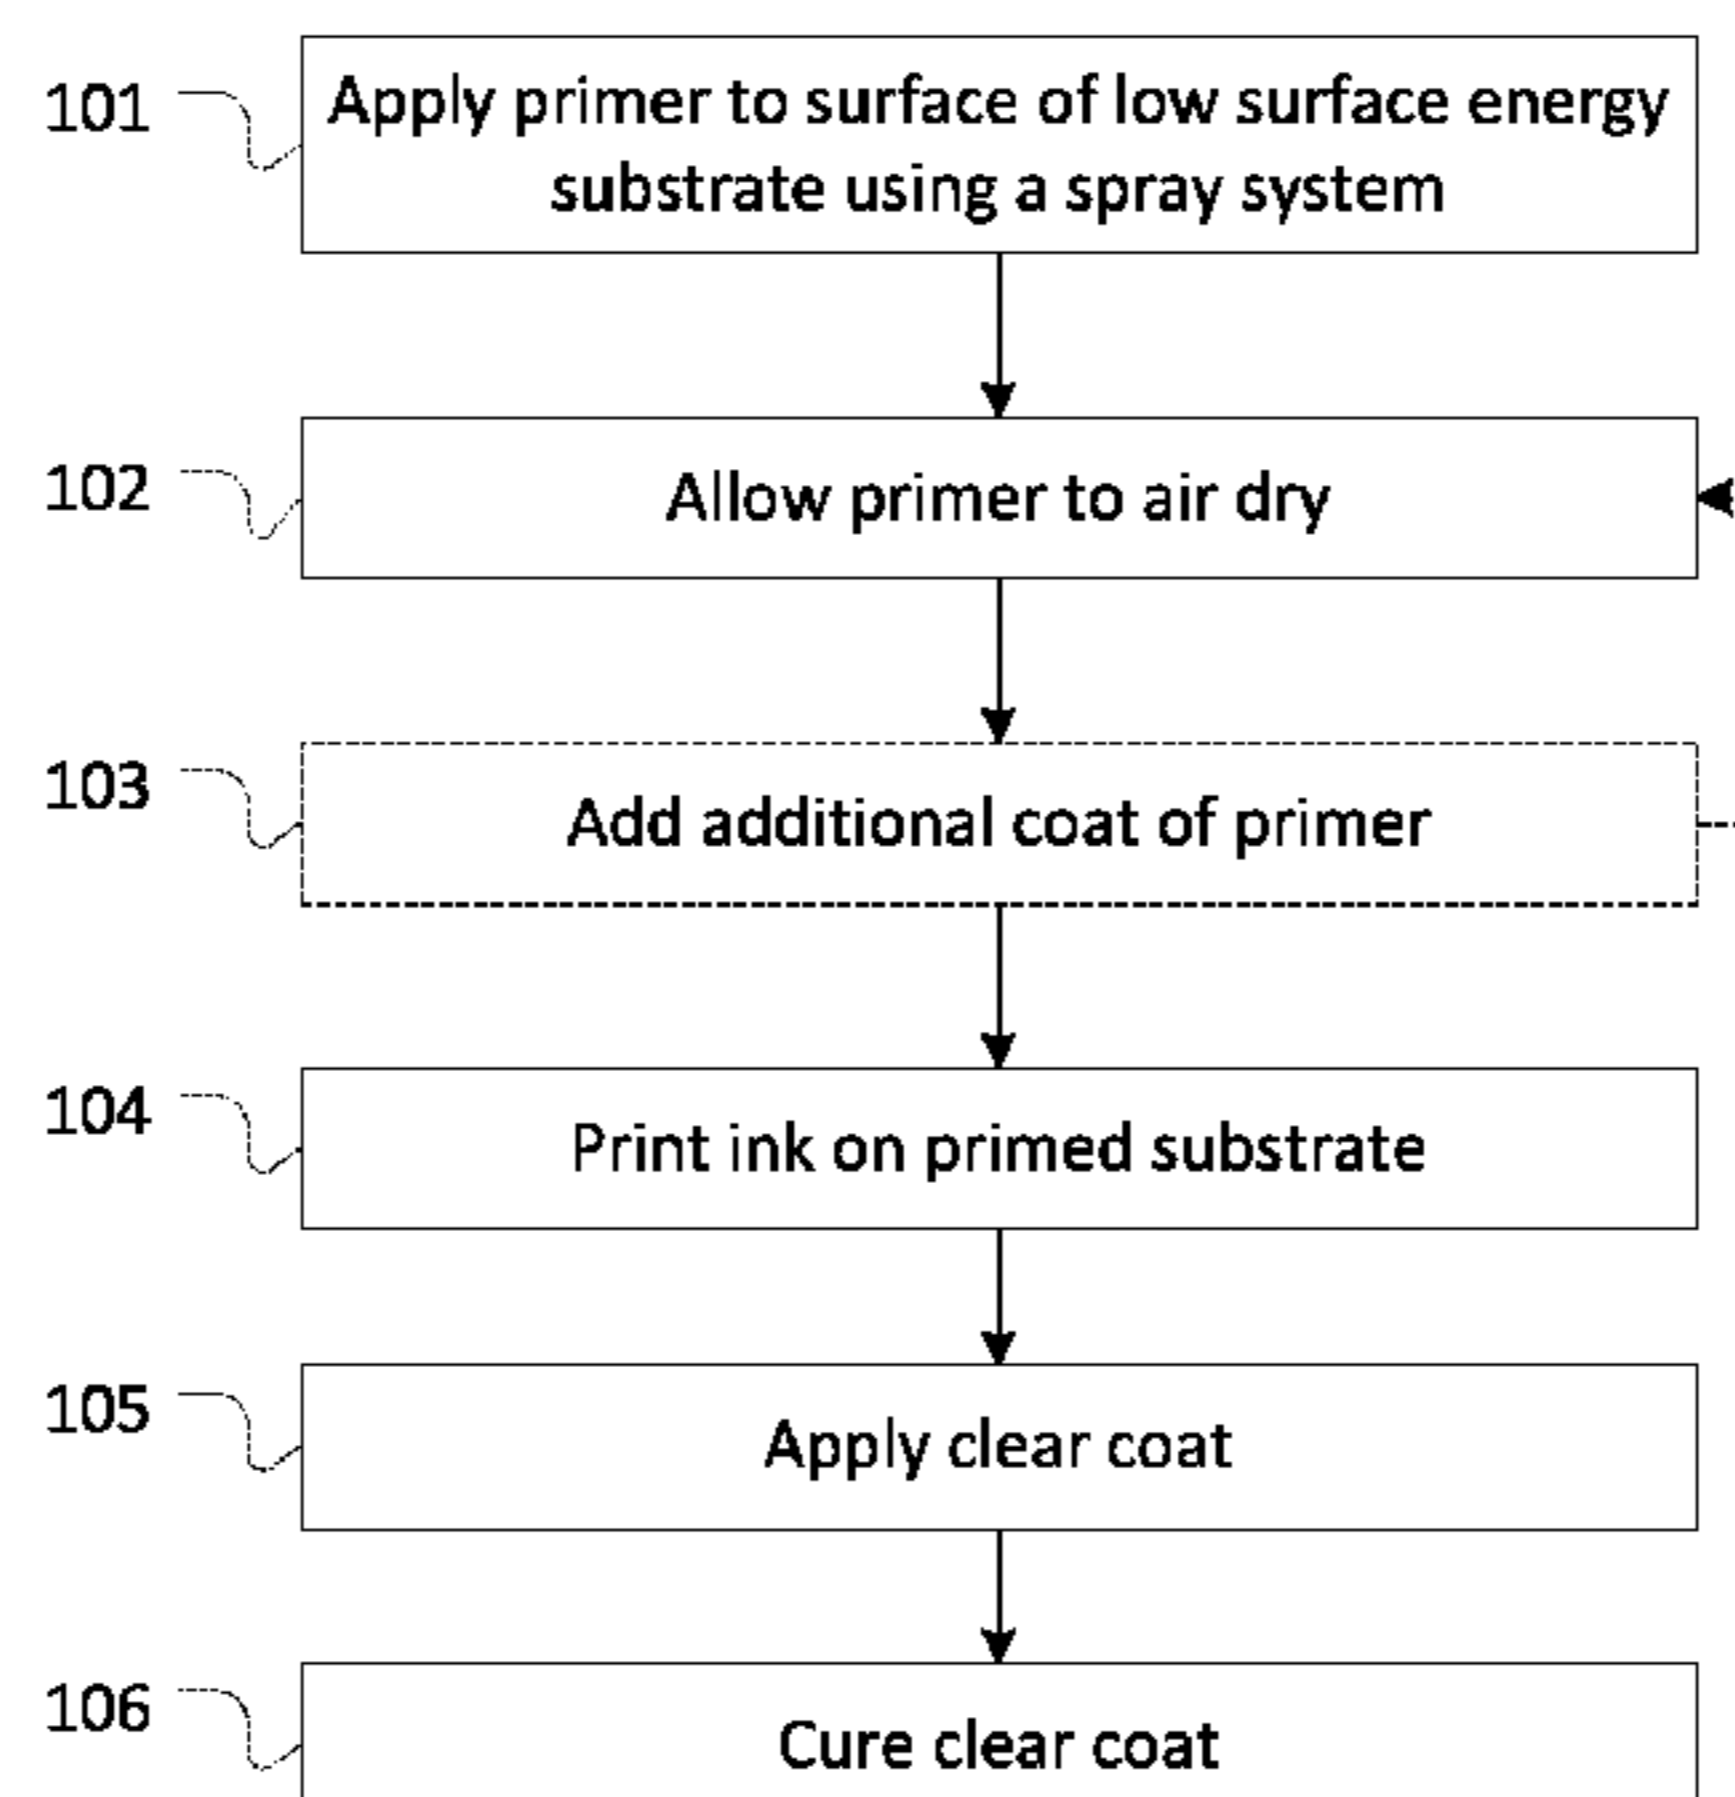 101
Apply primer to surface of low surface energy
substrate using a spray system
102
Allow primer to air dry
103
Add additional coat of primer
104
Print ink on primed substrate
105
Apply clear coat
106
Cure clear coat